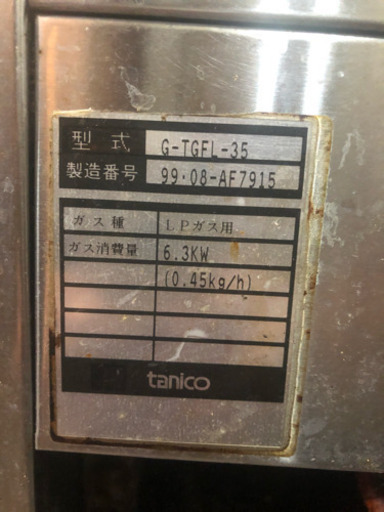 型式 G-TGFL-35
製造番号 99·08-AF7915
ガス種 LPガス用
ガス消費量 6.3KW
(0.45kg/h)
tanico